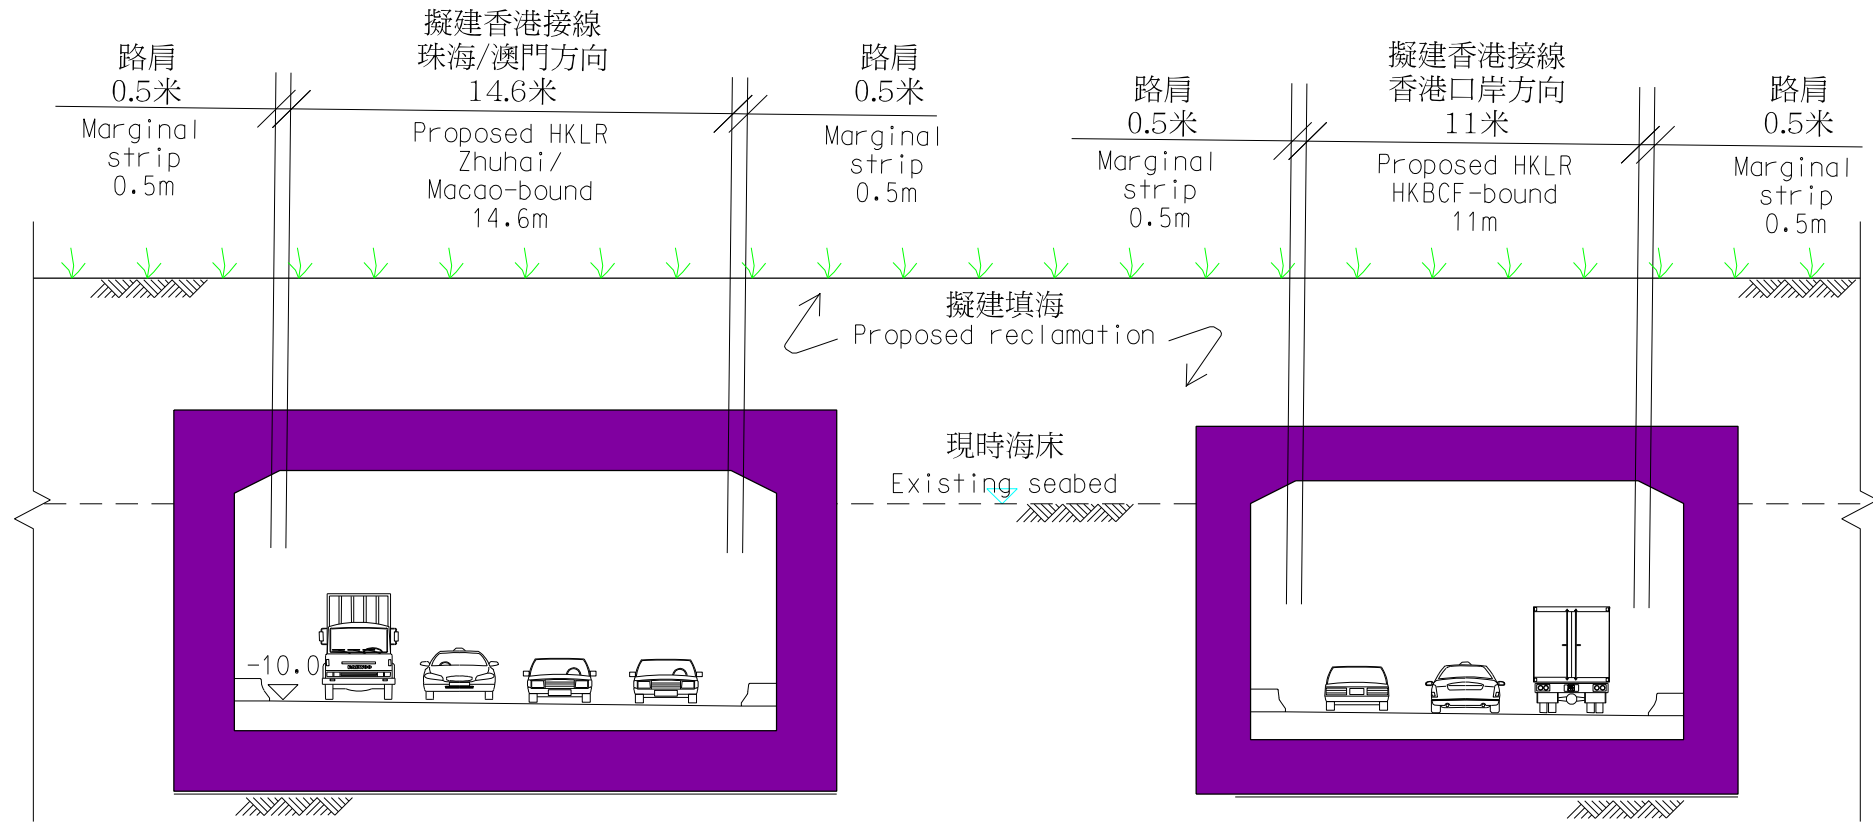 路肩
0.5米
Marginal
strip
0.5m
擬建香港接線
珠海/澳門方向
14.6米
Proposed HKLR
Zhuhai/
Macao-bound
14.6m
路肩
0.5米
Marginal
strip
0.5m
路肩
0.5米
Marginal
strip
0.5m
擬建香港接線
香港口岸方向
11米
Proposed HKLR
HKBCF-bound
11m
路肩
0.5米
Marginal
strip
0.5m
擬建填海
Proposed reclamation
現時海床
Existing seabed
-10.0